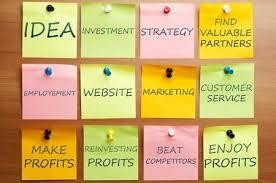 IDEA
INVESTMENT
STRATEGY
FIND
VALUABLE
PARTNERS
EMPLOYEMENT
WEBSITE
MARKETING
CUSTOMER
SERVICE
MAKE
PROFITS
REINVESTING
PROFITS
BEAT
COMPETITORS
ENJOY
PROFITS